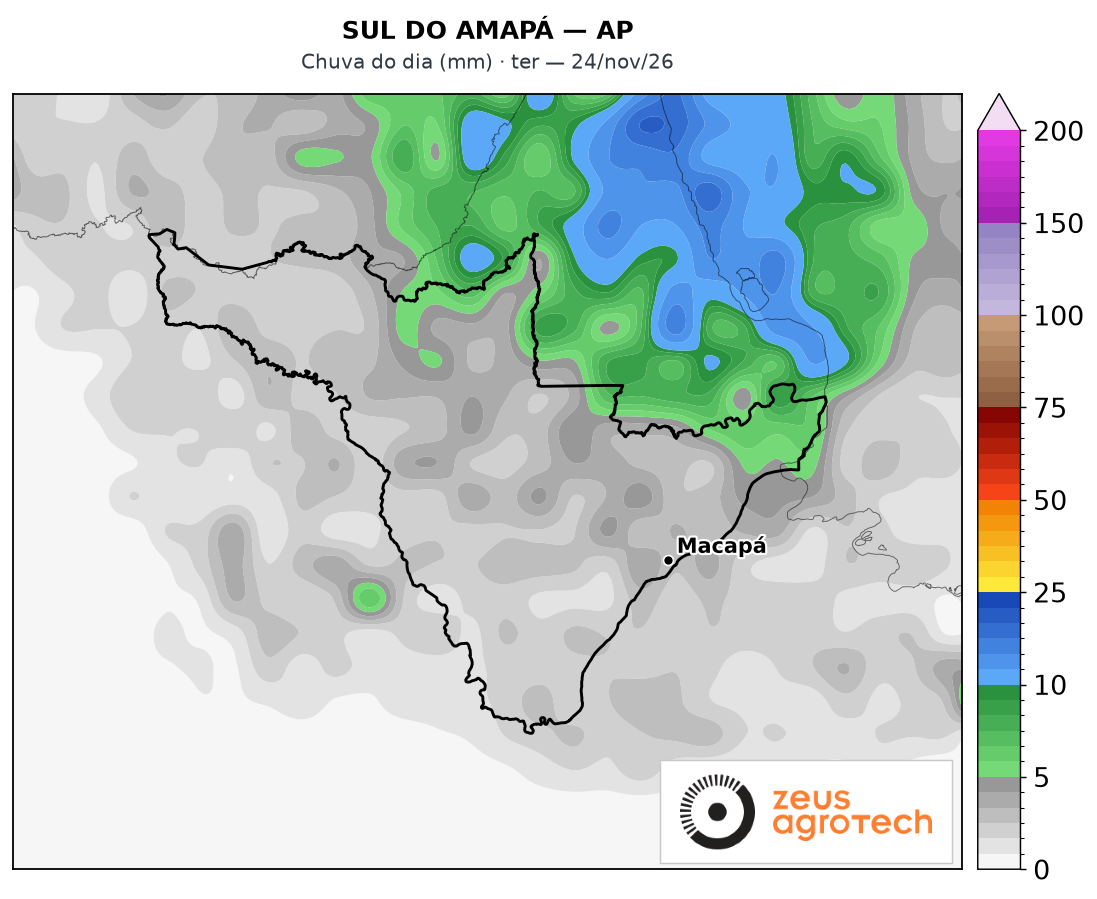 SUL DO AMAPÁ — AP
Chuva do dia (mm) · ter — 24/nov/26
200
150
100
75
50
25
10
5
0
Macapá
zeus
agrotech